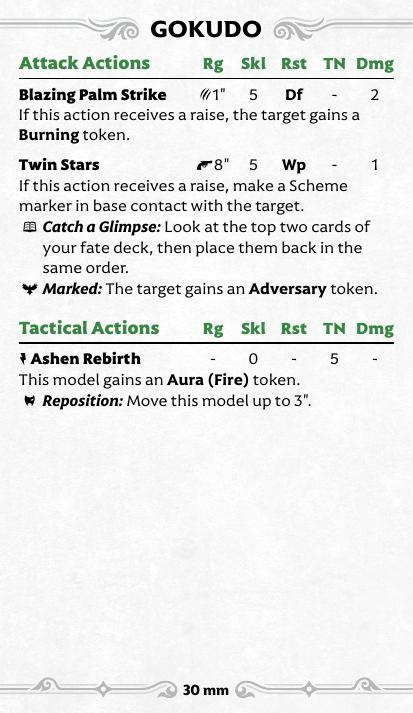 GOKUDO
Attack Actions Rg Skl Rst TN Dmg
Blazing Palm Strike 1" 5 Df - 2
If this action receives a raise, the target gains a
Burning token.
Twin Stars 8" 5 Wp - 1
If this action receives a raise, make a Scheme
marker in base contact with the target.
Catch a Glimpse: Look at the top two cards of
your fate deck, then place them back in the
same order.
Marked: The target gains an Adversary token.
Tactical Actions Rg Skl Rst TN Dmg
Ashen Rebirth - 0 - 5 -
This model gains an Aura (Fire) token.
Reposition: Move this model up to 3".
30 mm